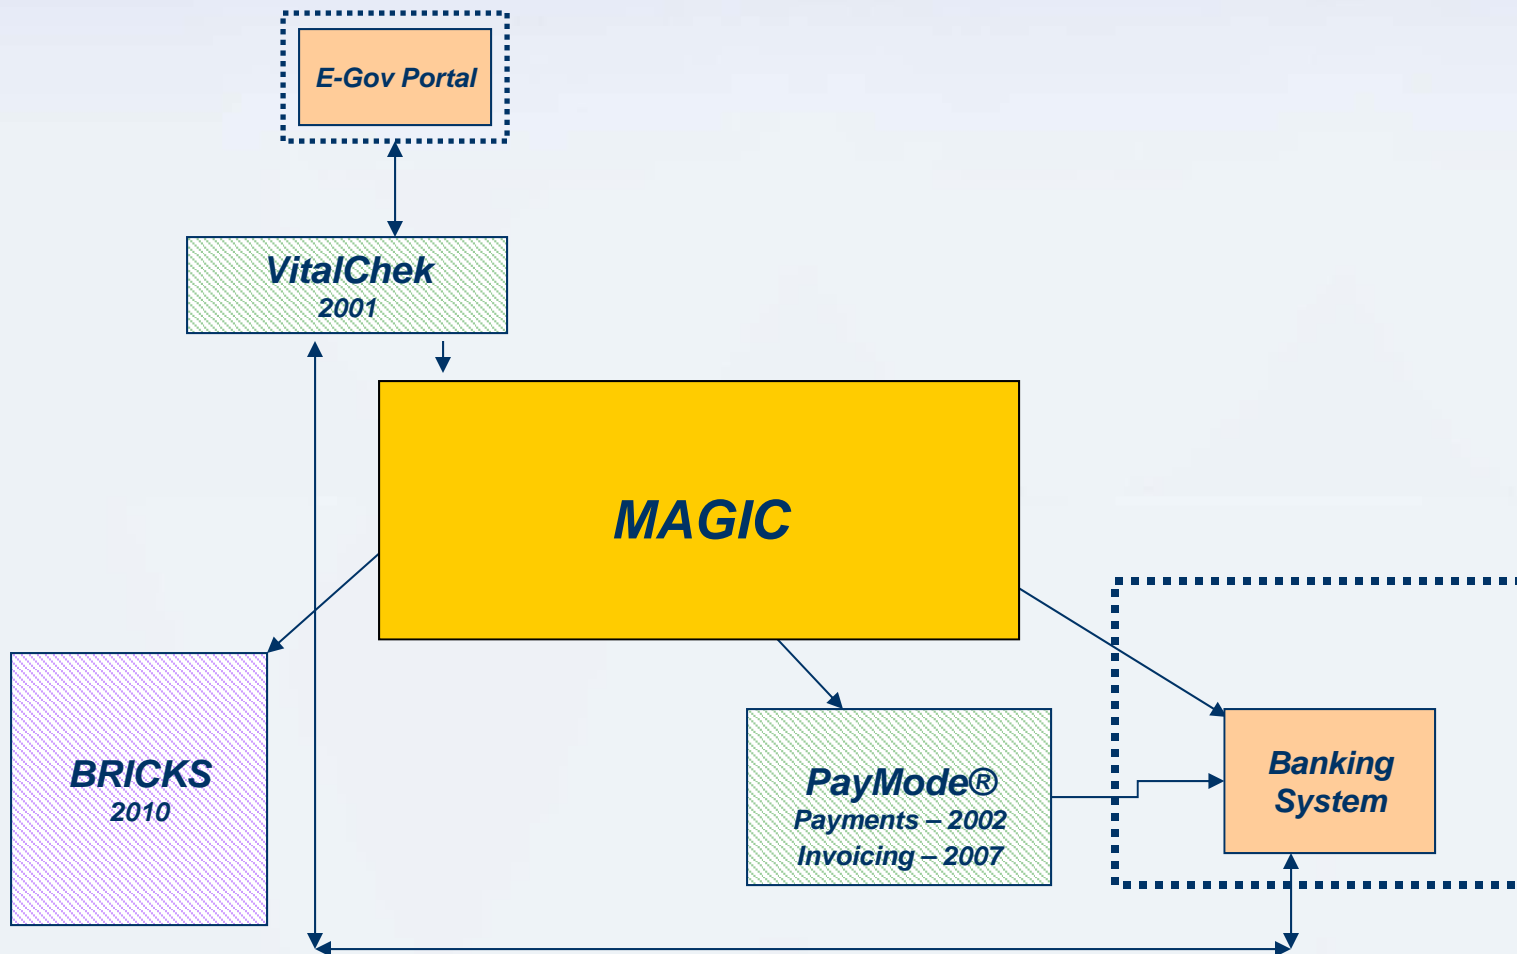 E-Gov Portal
VitalChek
2001
MAGIC
BRICKS
2010
PayMode®
Payments – 2002
Invoicing – 2007
Banking
System